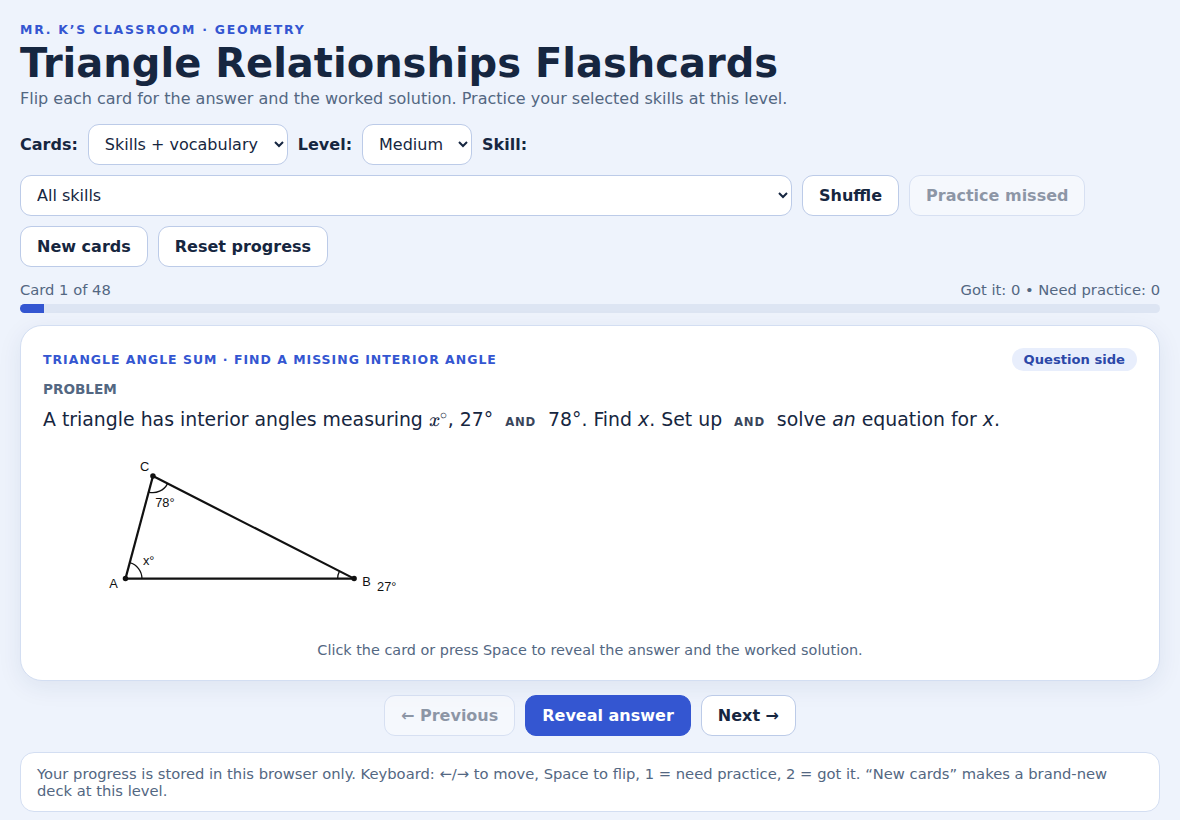 MR. K’S CLASSROOM · GEOMETRY
Triangle Relationships Flashcards
Flip each card for the answer and the worked solution. Practice your selected skills at this level.
Cards: Skills + vocabulary Level: Medium Skill:
All skills Shuffle Practice missed
New cards Reset progress
Card 1 of 48 Got it: 0 • Need practice: 0
TRIANGLE ANGLE SUM · FIND A MISSING INTERIOR ANGLE Question side
PROBLEM
A triangle has interior angles measuring x°, 27° AND 78°. Find x. Set up AND solve an equation for x.
C
78°
x°
A
B 27°
Click the card or press Space to reveal the answer and the worked solution.
← Previous Reveal answer Next →
Your progress is stored in this browser only. Keyboard: ←/→ to move, Space to flip, 1 = need practice, 2 = got it. “New cards” makes a brand-new
deck at this level.